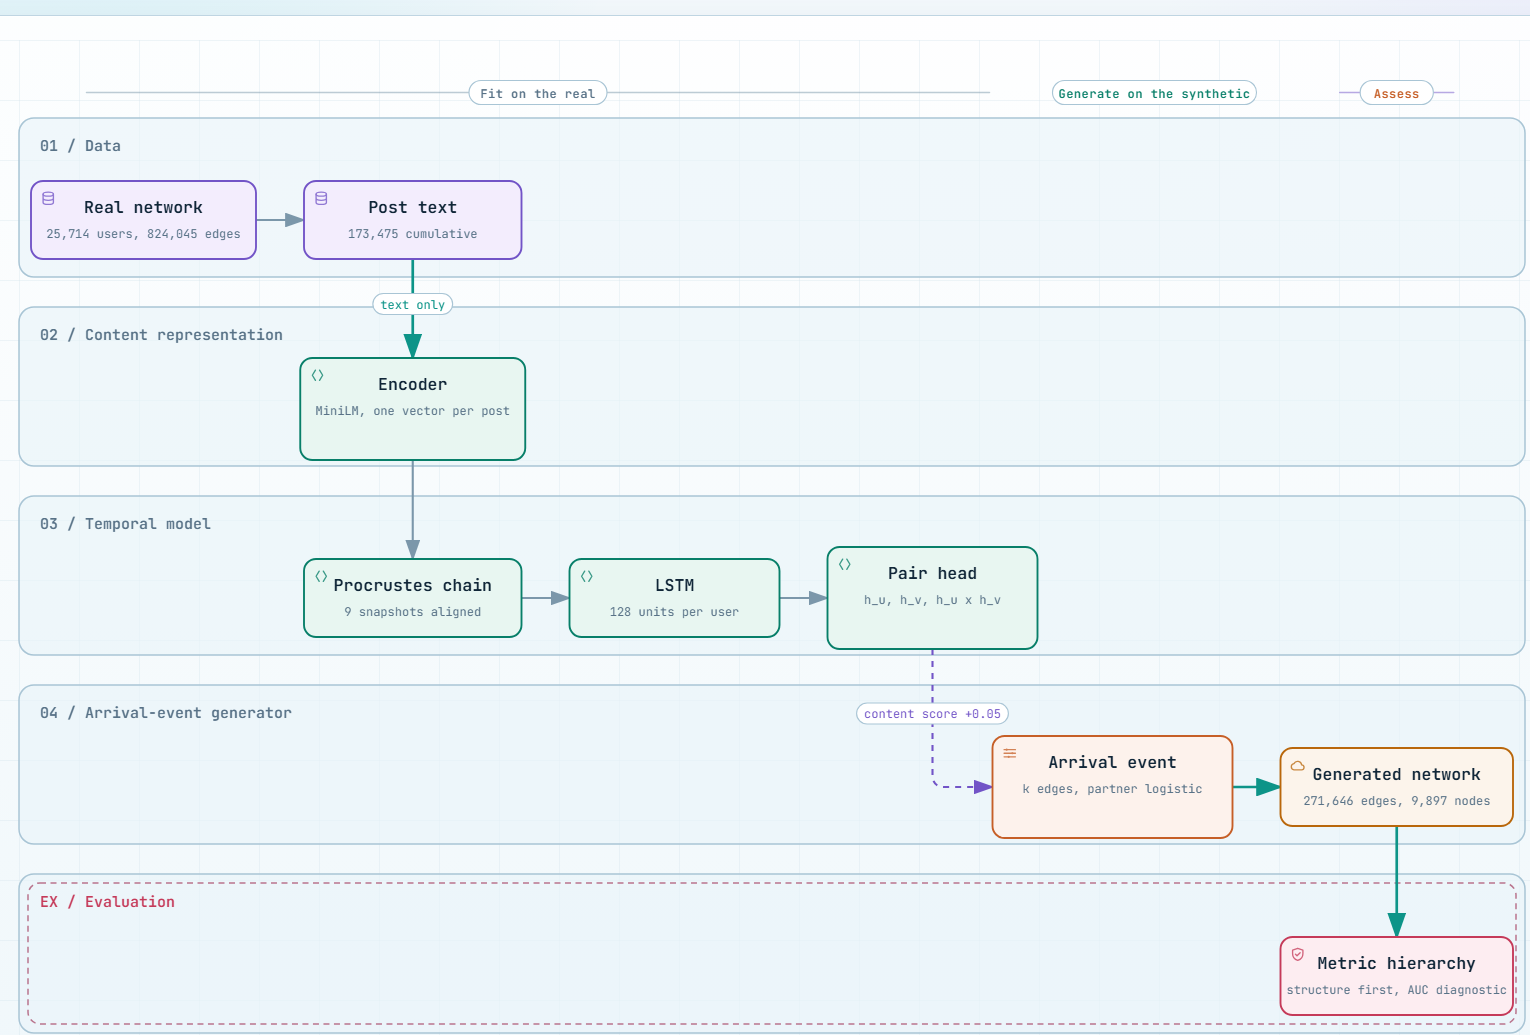 Fit on the real
Generate on the synthetic
Assess
01 / Data
Real network
25,714 users, 824,045 edges
Post text
173,475 cumulative
text only
02 / Content representation
Encoder
MiniLM, one vector per post
03 / Temporal model
Procrustes chain
9 snapshots aligned
LSTM
128 units per user
Pair head
h_u, h_v, h_u x h_v
04 / Arrival-event generator
content score +0.05
Arrival event
k edges, partner logistic
Generated network
271,646 edges, 9,897 nodes
EX / Evaluation
Metric hierarchy
structure first, AUC diagnostic